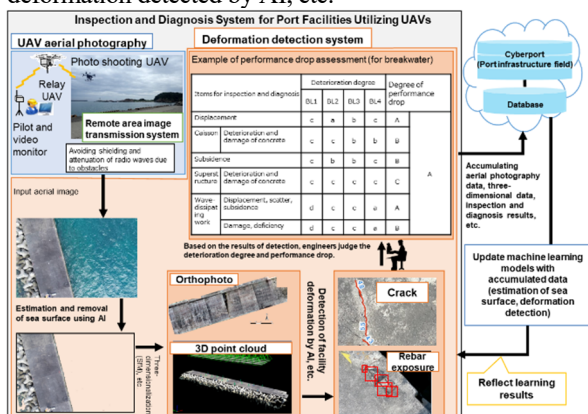 deformation detected by AI, etc.
Inspection and Diagnosis System for Port Facilities Utilizing UAVs
UAV aerial photography
Photo shooting UAV
Relay
UAV
Pilot and
video
monitor
Remote area image
transmission system
Avoiding shielding and
attenuation of radio waves due
to obstacles
Input aerial image
Estimation and removal
of sea surface using AI
Three-
dimensionalization
(SfM), etc.
Deformation detection system
Example of performance drop assessment (for breakwater)
Items for inspection and diagnosis
Deterioration degree
Degree of
performance
drop
BL1 BL2 BL3 BL4
Displacement c a b c A
Caisson Deterioration and
damage of concrete c c b b B
Subsidence c b b c B
Superst
ructure Deterioration and
damage of concrete c c c c C
Wave-
dissipat
ing
work Displacement, scatter,
subsidence d c c a A
Damage, deficiency d c c a B
A
Based on the results of detection, engineers judge the
deterioration degree and performance drop.
Orthophoto
3D point cloud
Detection of facility
deformation by AI, etc.
Crack
Rebar
exposure
Cyberport
(Port infrastructure field)
Database
Accumulating
aerial photography
data, three-
dimensional data,
inspection and
diagnosis results,
etc.
Update machine learning
models with
accumulated data
(estimation of sea
surface, deformation
detection)
Reflect learning
results